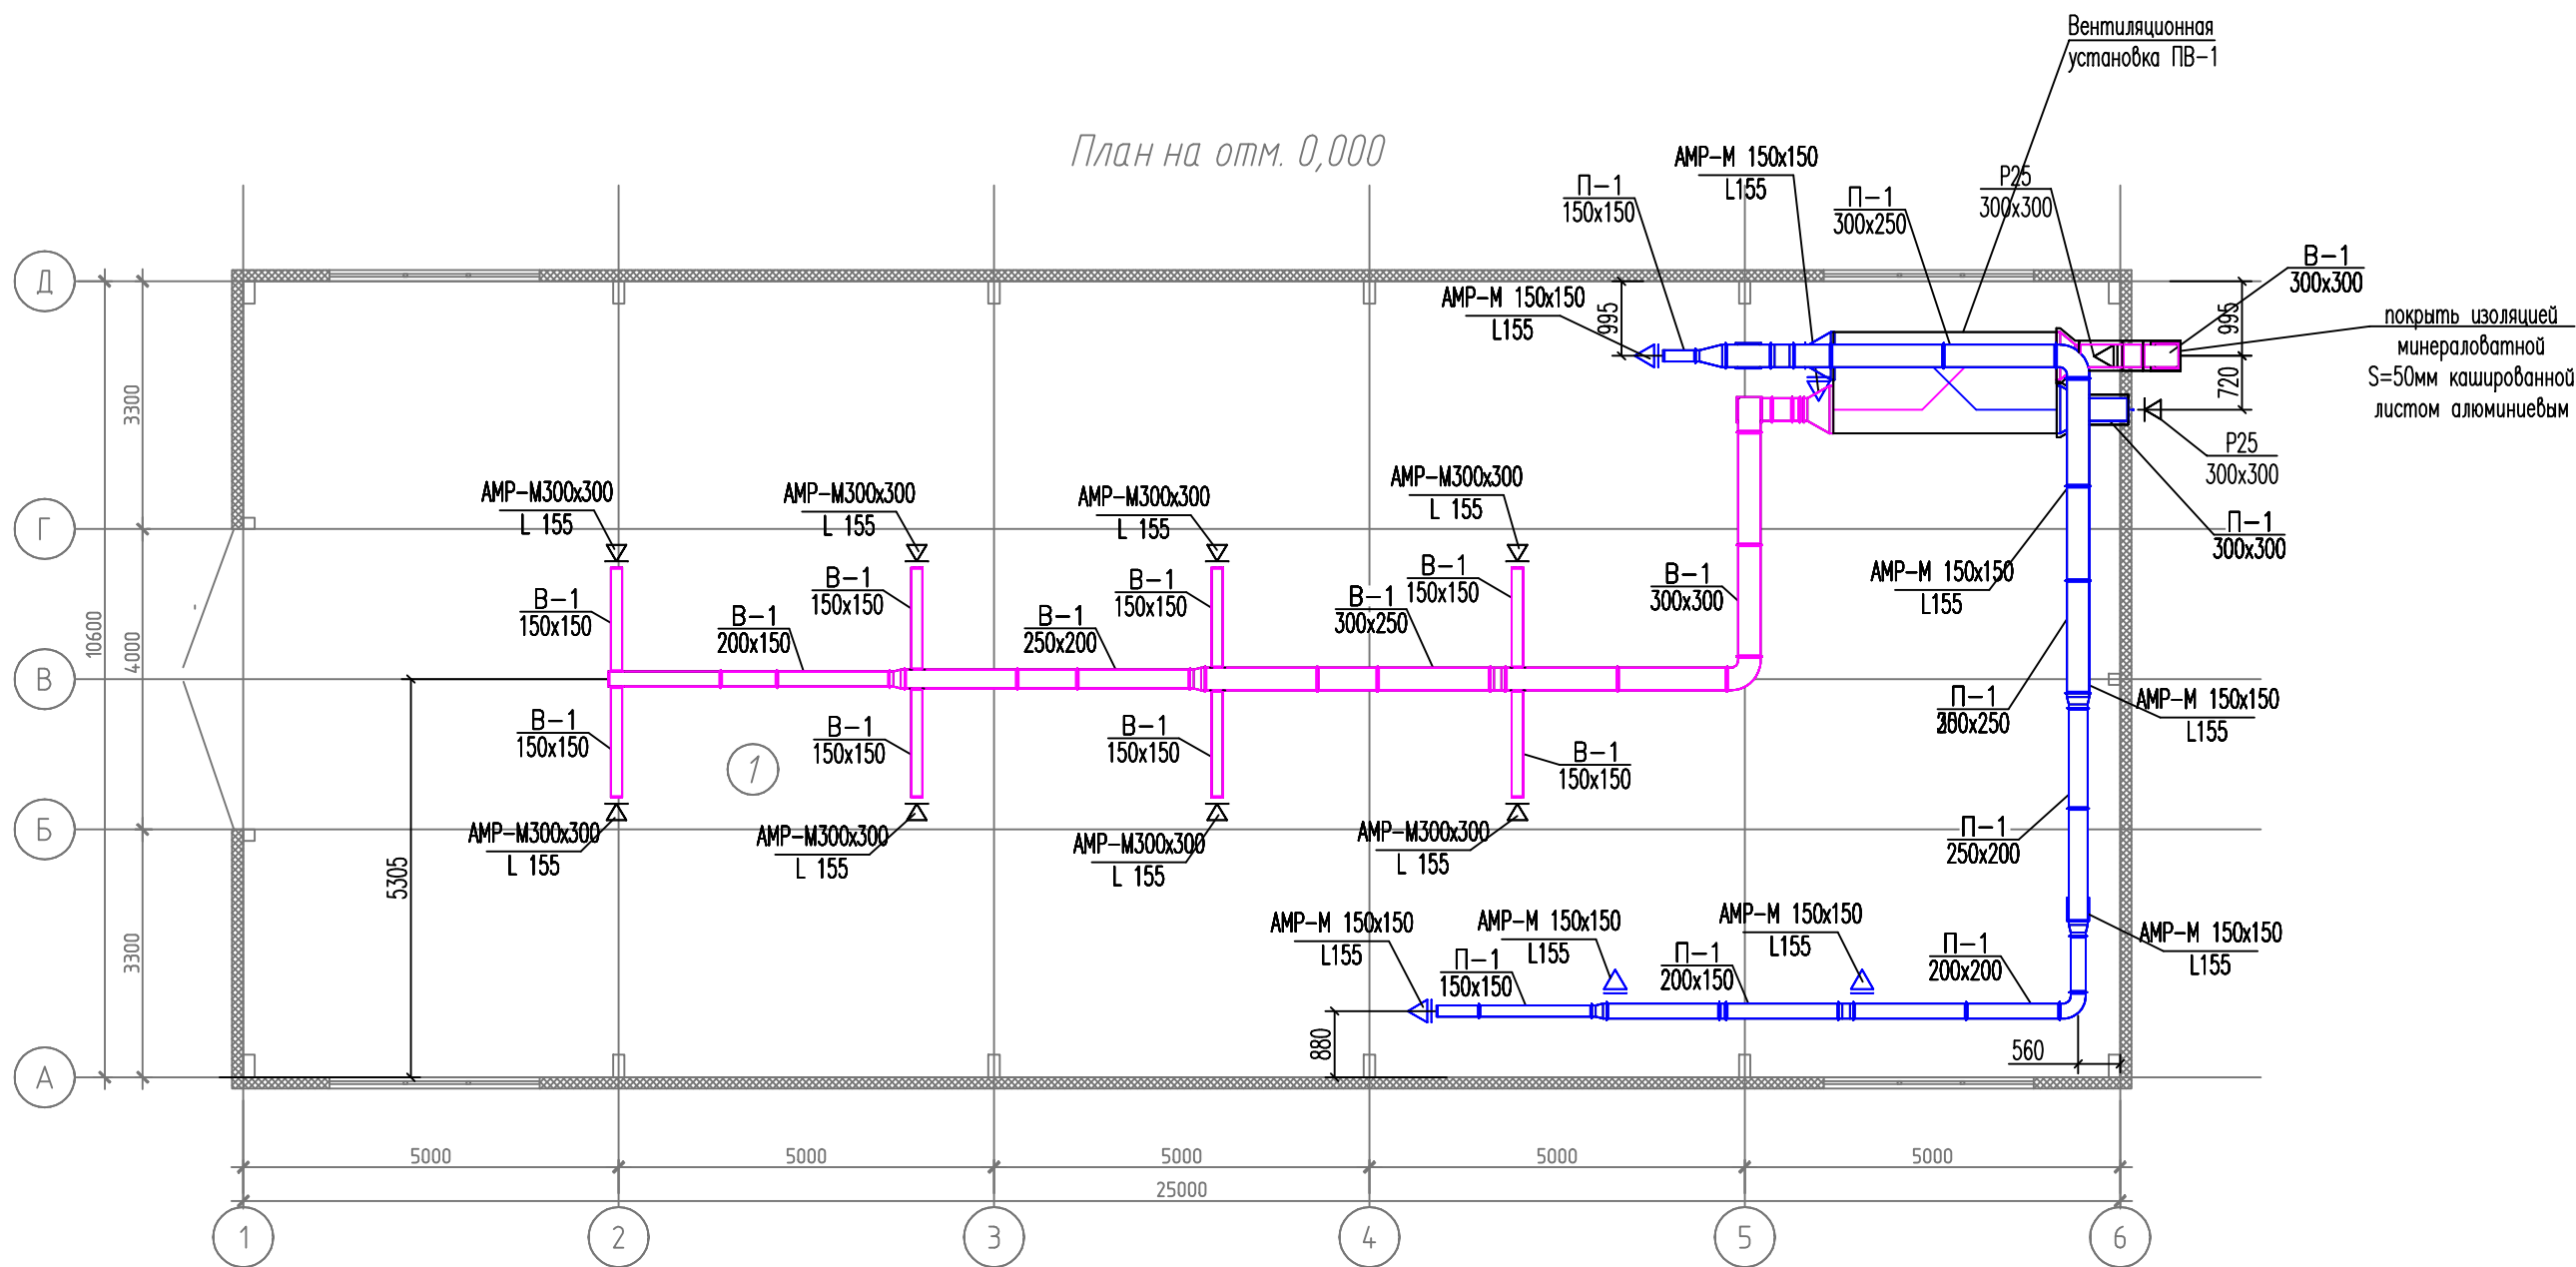 Вентиляционная
установка ПВ-1
План на отм. 0,000
АМР-М 150х150
L155
П-1
150х150
П-1
300х250
Р25
300х300
В-1
300х300
АМР-М 150х150
L155
995
995
720
покрыть изоляцией
минераловатной
S=50мм кашированной
листом алюминиевым
Р25
300х300
П-1
300х300
Д
Г
В
Б
А
3300
4000
3300
10600
5305
АМР-М300х300
L 155
АМР-М300х300
L 155
АМР-М300х300
L 155
АМР-М300х300
L 155
В-1
150х150
В-1
150х150
В-1
150х150
В-1
150х150
В-1
200х150
В-1
250х200
В-1
300х250
В-1
300х300
АМР-М 150х150
L155
В-1
150х150
В-1
150х150
В-1
150х150
В-1
150х150
1
П-1
АМР-М 150х150
L155
АМР-М300х300
L 155
АМР-М300х300
L 155
АМР-М300х300
L 155
АМР-М300х300
L 155
П-1
250х200
АМР-М 150х150
L155
АМР-М 150х150
L155
АМР-М 150х150
L155
АМР-М 150х150
L155
П-1
150х150
П-1
200х150
П-1
200х200
880
560
5000
5000
5000
5000
5000
25000
1
2
3
4
5
6